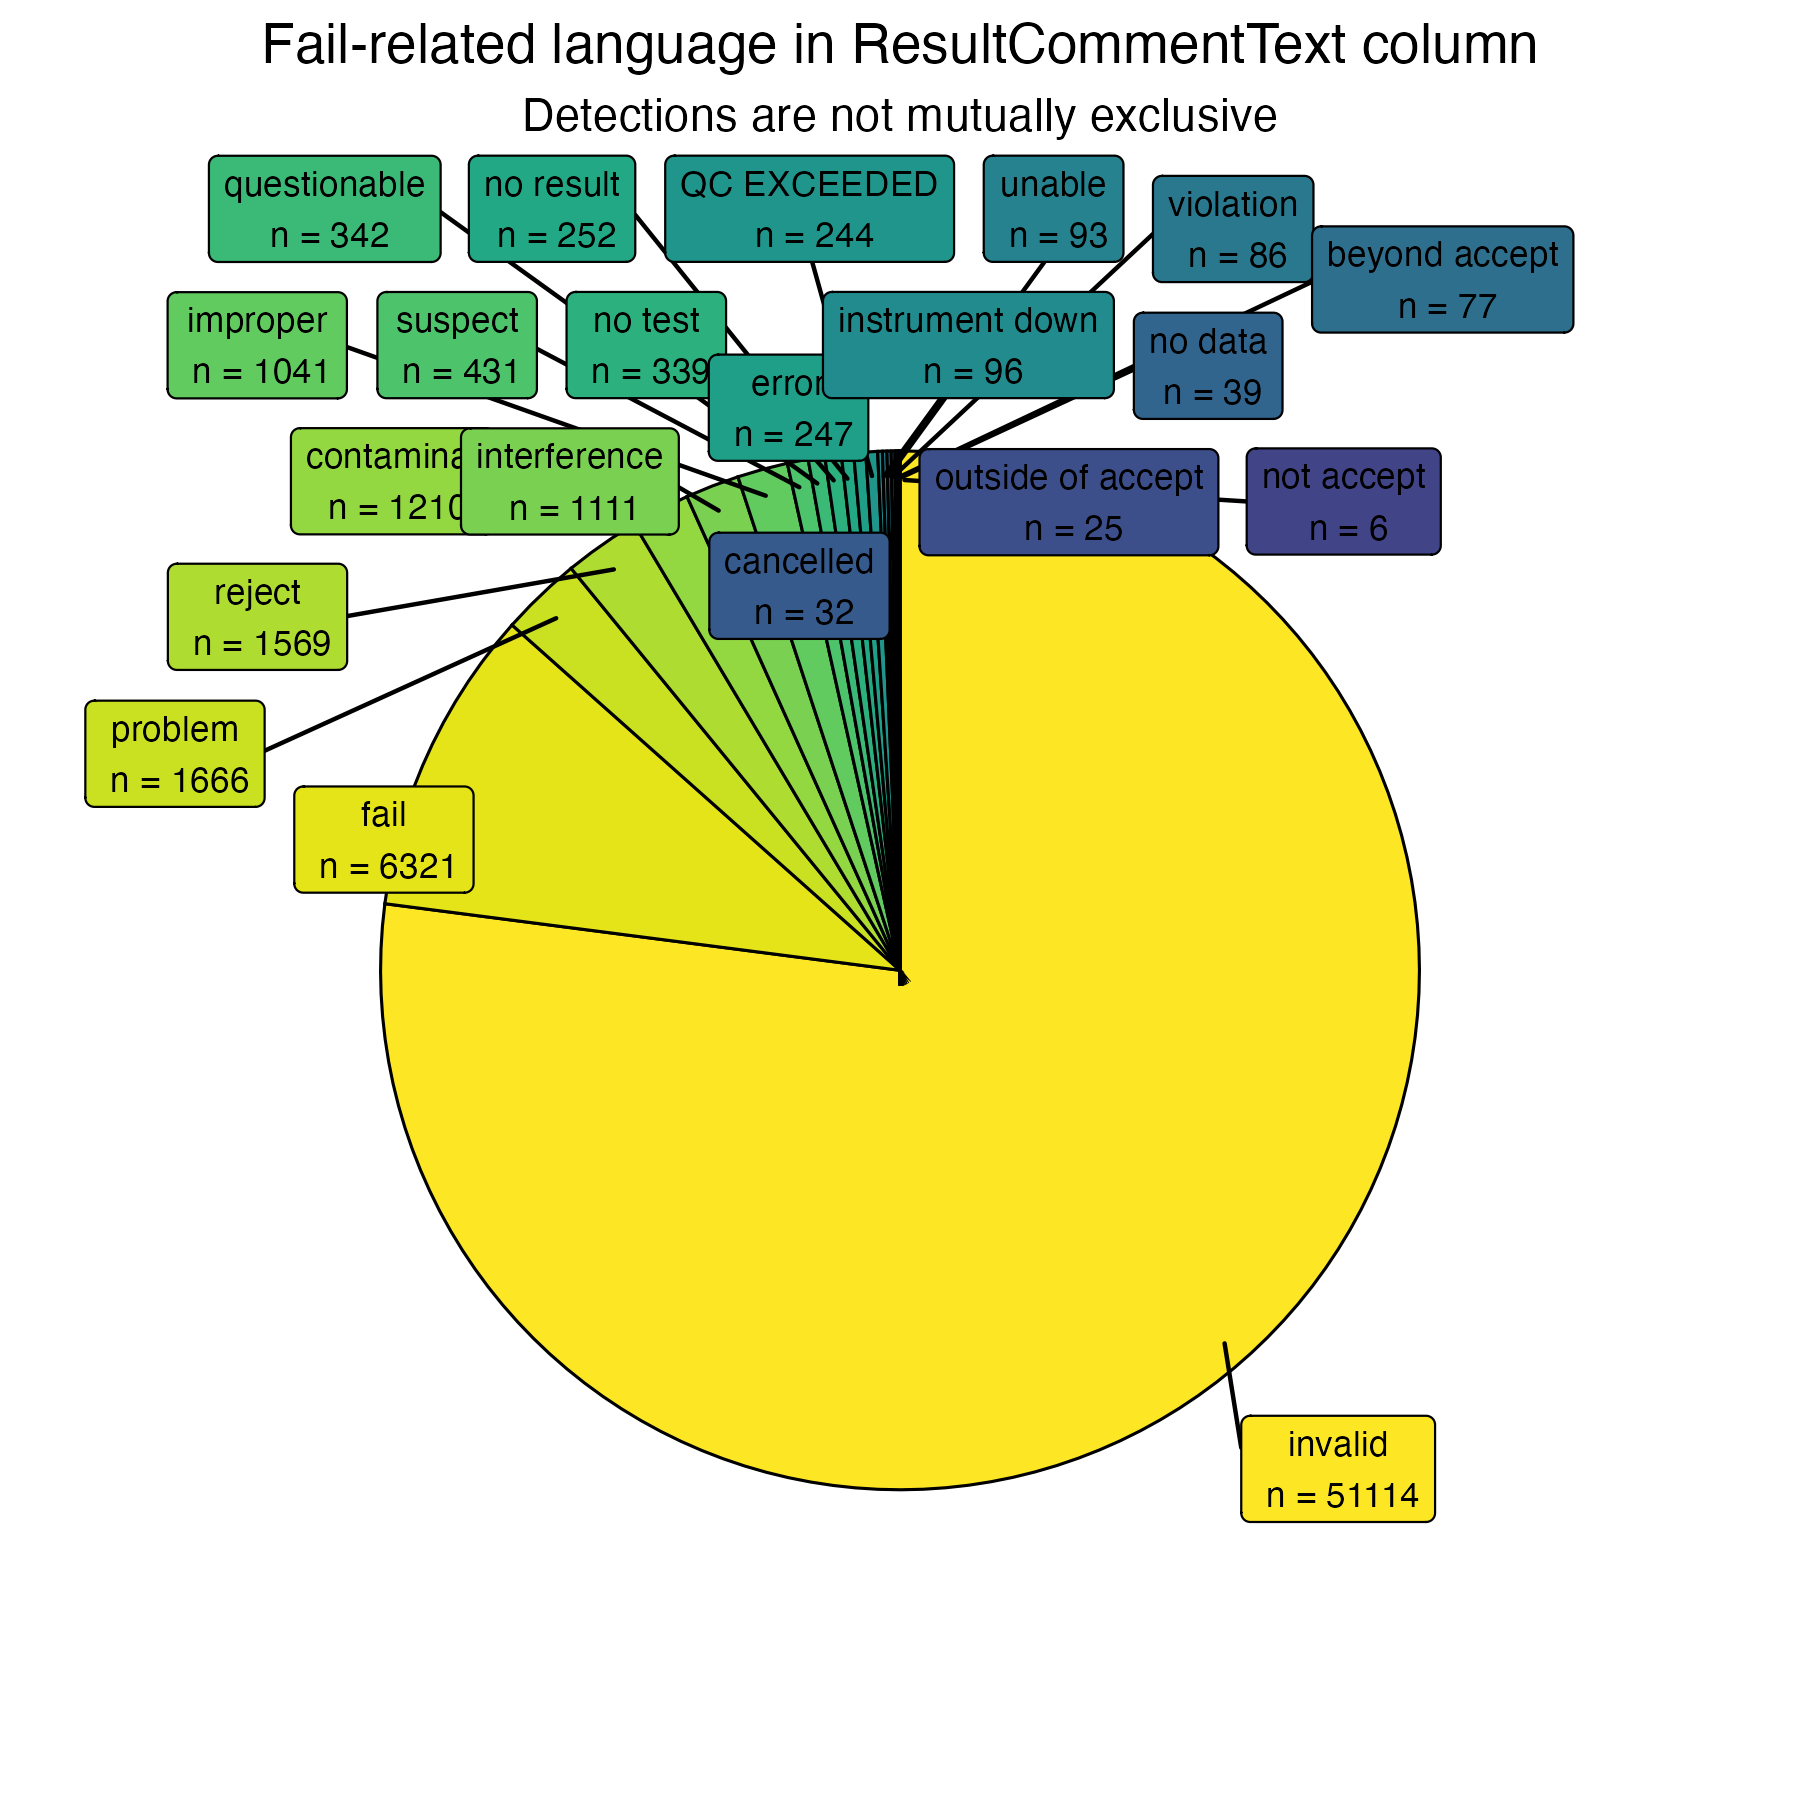 Fail-related language in ResultCommentText column
Detections are not mutually exclusive
questionable
n = 342
no result
n = 252
QC EXCEEDED
n = 244
unable
n = 93
violation
n = 86
beyond accept
n = 77
improper
n = 1041
suspect
n = 431
no test
n = 339
error
n = 247
instrument down
n = 96
no data
n = 39
n = 1210
interference
n = 1111
outside of accept
n = 25
not accept
n = 6
cancelled
n = 32
reject
n = 1569
problem
n = 1666
fail
n = 6321
invalid
n = 51114